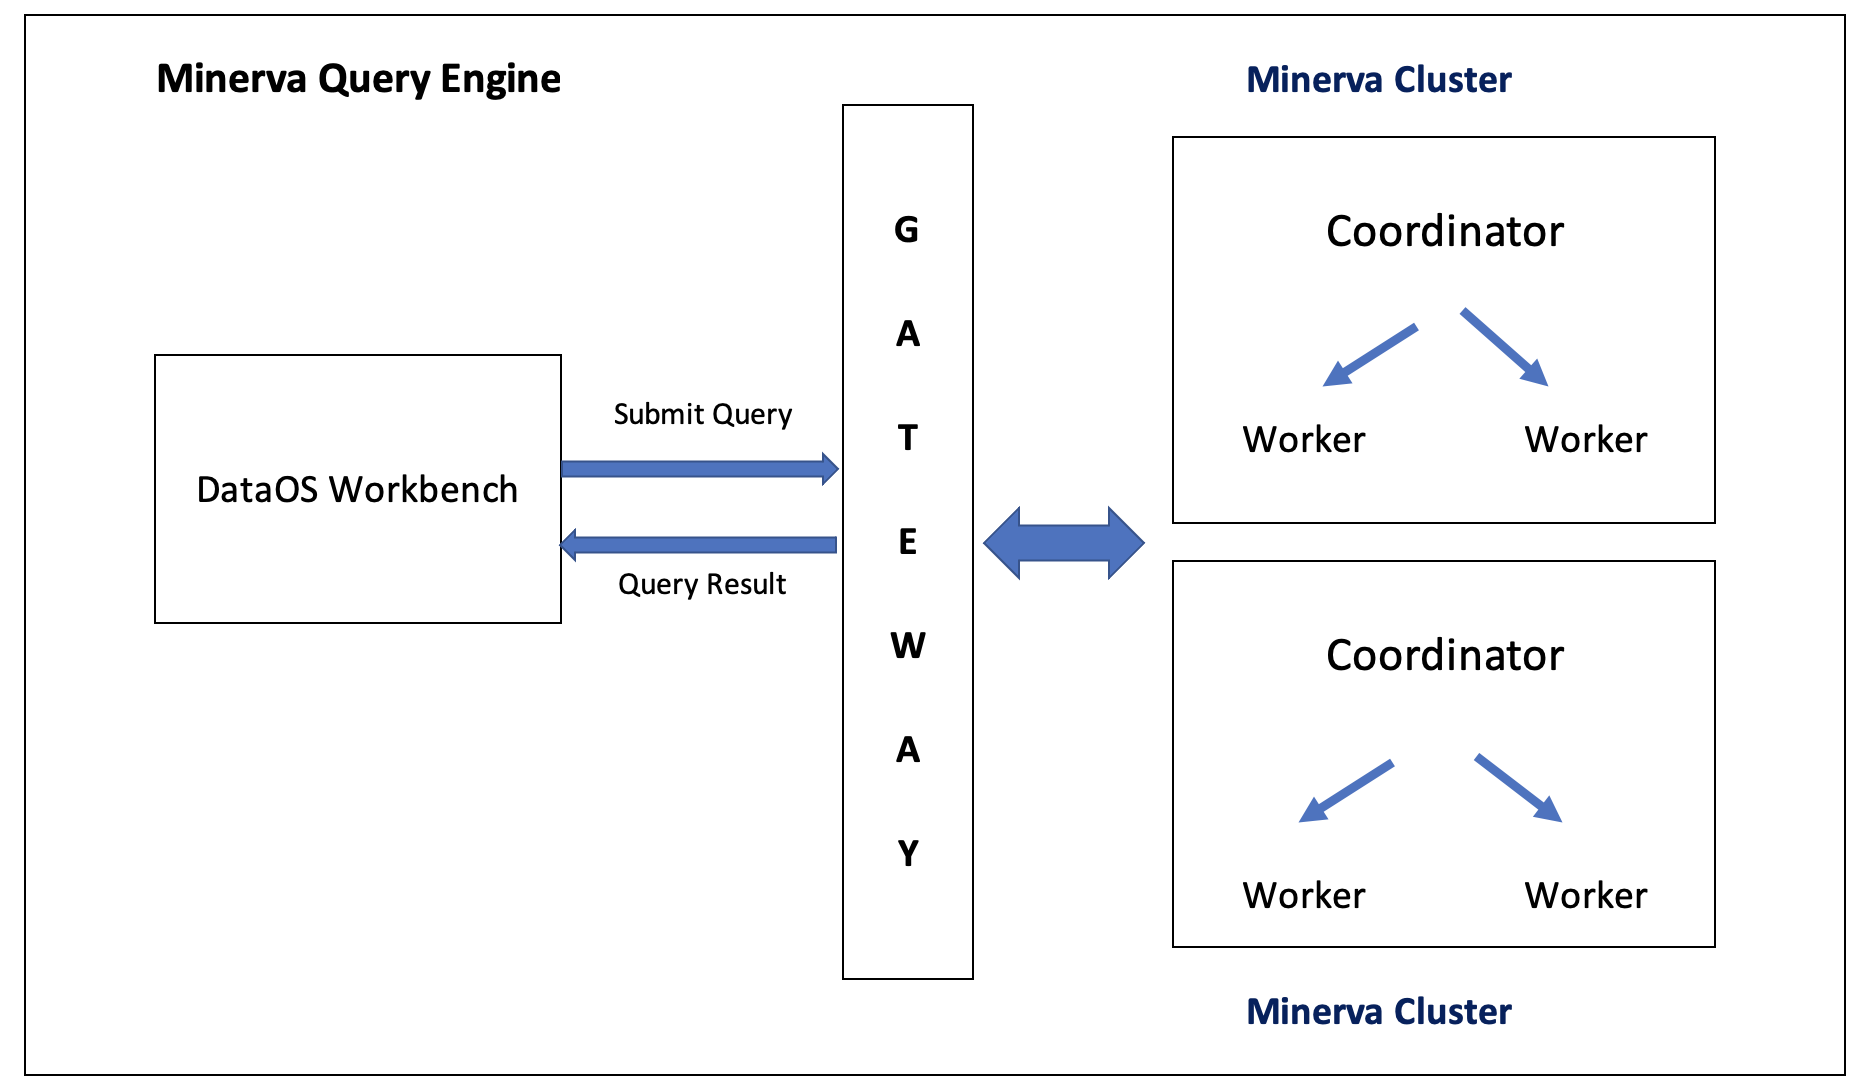 Minerva Query Engine
DataOS Workbench
Submit Query
Query Result
G
A
T
E
W
A
Y
Minerva Cluster
Coordinator
Worker Worker
Coordinator
Worker Worker
Minerva Cluster